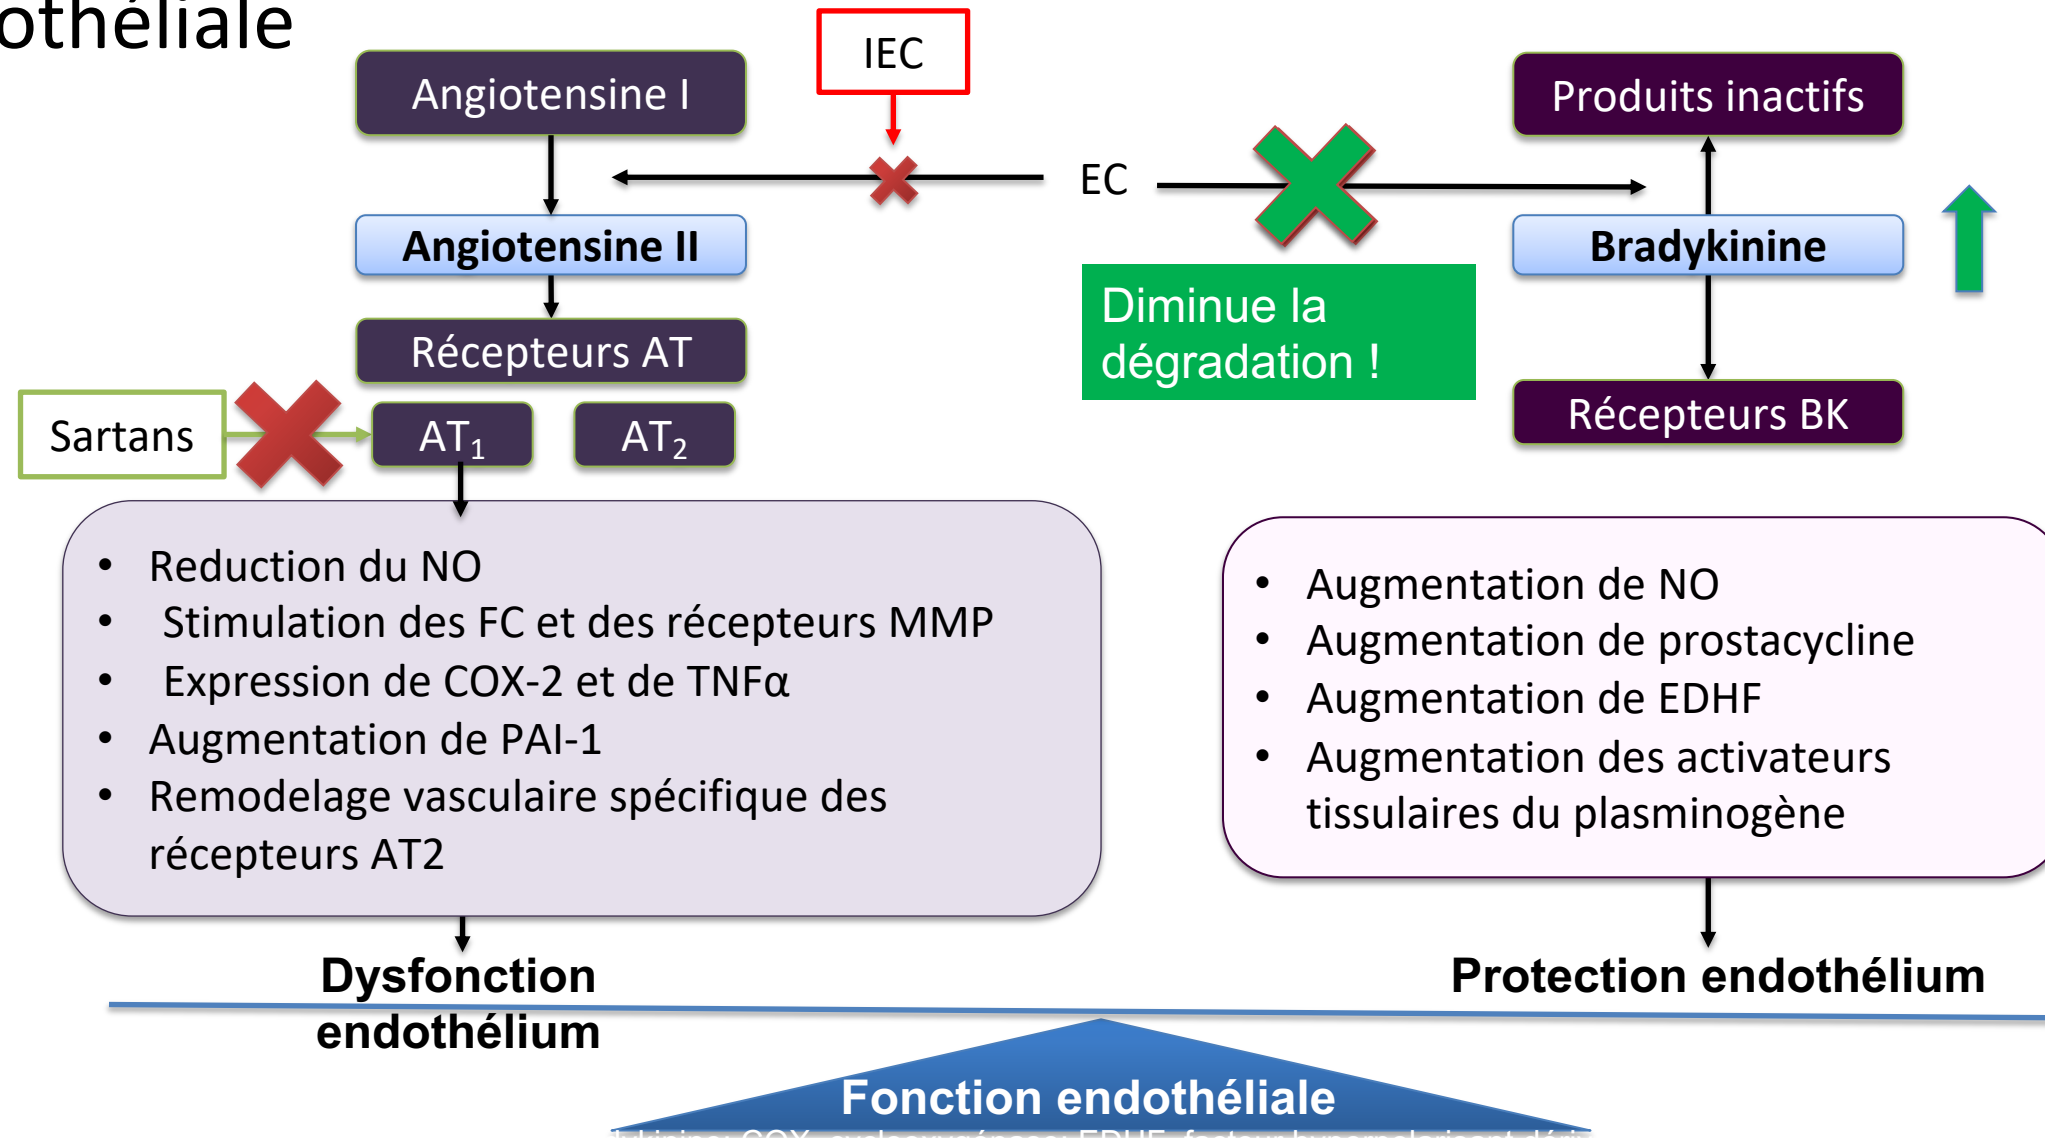 othéliale
IEC
Angiotensine I
Produits inactifs
EC
Angiotensine II
Bradykinine
Diminue la
dégradation !
Récepteurs AT
Récepteurs BK
Sartans
AT1
AT2
• Reduction du NO
• Stimulation des FC et des récepteurs MMP
• Expression de COX-2 et de TNFα
• Augmentation de PAI-1
• Remodelage vasculaire spécifique des
récepteurs AT2
• Augmentation de NO
• Augmentation de prostacycline
• Augmentation de EDHF
• Augmentation des activateurs
tissulaires du plasminogène
Dysfonction
endothélium
Protection endothélium
Fonction endothéliale